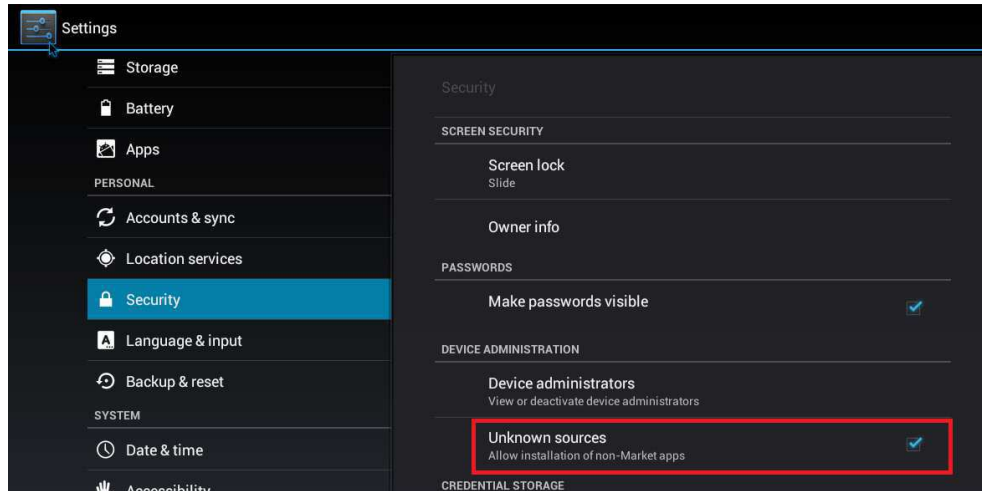 Settings
Storage
Battery
Apps
PERSONAL
Accounts & sync
Location services
Security
Language & input
Backup & reset
SYSTEM
Date & time
Accessibility
Security
SCREEN SECURITY
Screen lock
Slide
Owner info
PASSWORDS
Make passwords visible
DEVICE ADMINISTRATION
Device administrators
View or deactivate device administrators
Unknown sources
Allow installation of non-Market apps
CREDENTIAL STORAGE